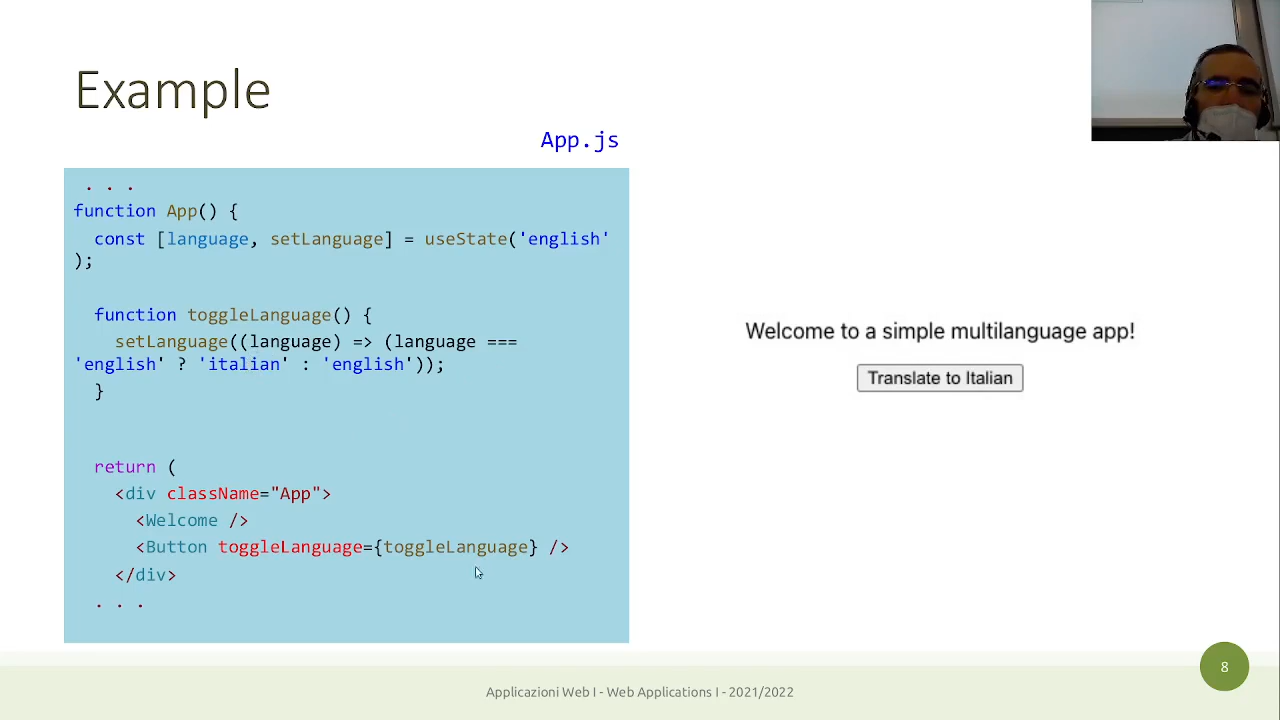 Example
App.js
. . .
function App() {
const [language, setLanguage] = useState('english'
);
function toggleLanguage() {
setLanguage((language) => (language ===
'english' ? 'italian' : 'english'));
}
return (
<div className="App">
<Welcome />
<Button toggleLanguage={toggleLanguage} />
</div>
. . .
Welcome to a simple multilanguage app!
Translate to Italian
8
Applicazioni Web I - Web Applications I - 2021/2022